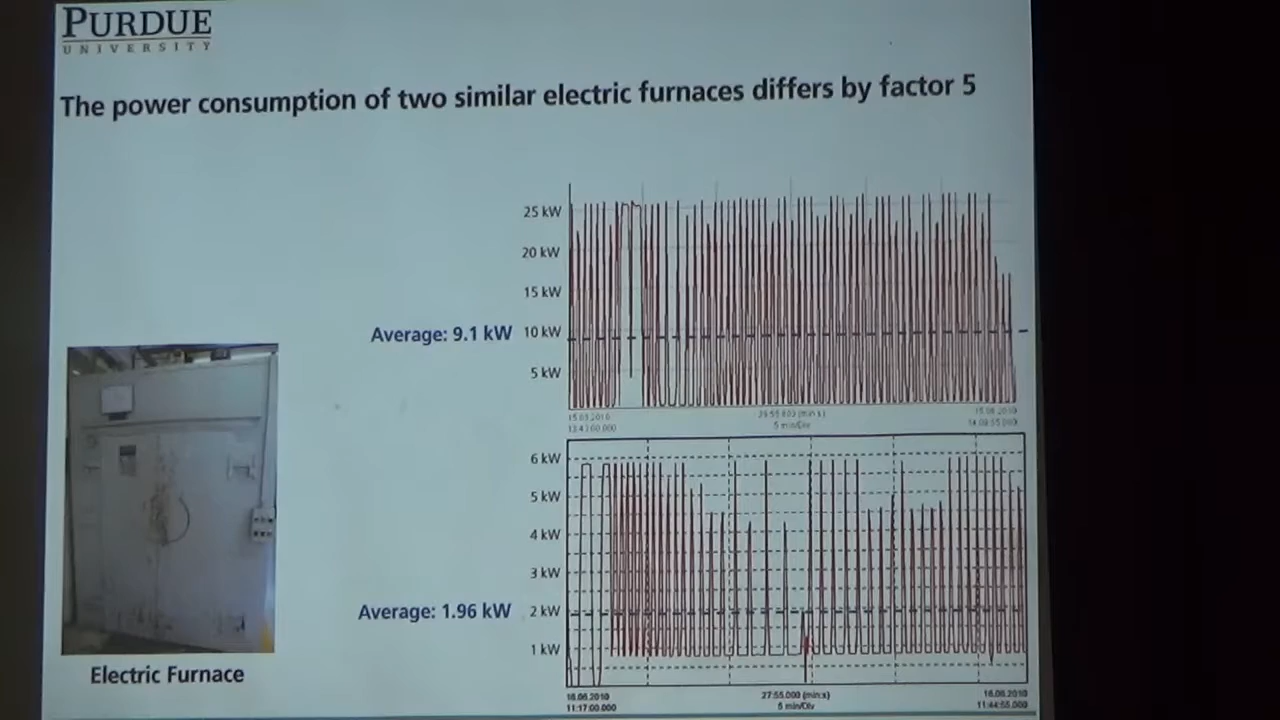 PURDUE
UNIVERSITY
The power consumption of two similar electric furnaces differs by factor 5
25 kW
20 kW
15 kW
Average: 9.1 kW
10 kW
5 kW
5 min/Div
6 kW
5 kW
4 kW
3 kW
Average: 1.96 kW
2 kW
1 kW
Electric Furnace
16.06.2010
11:17:00.000
27:55.000 (min:s)
5 min/Div
16.06.2010
11:44:55.000